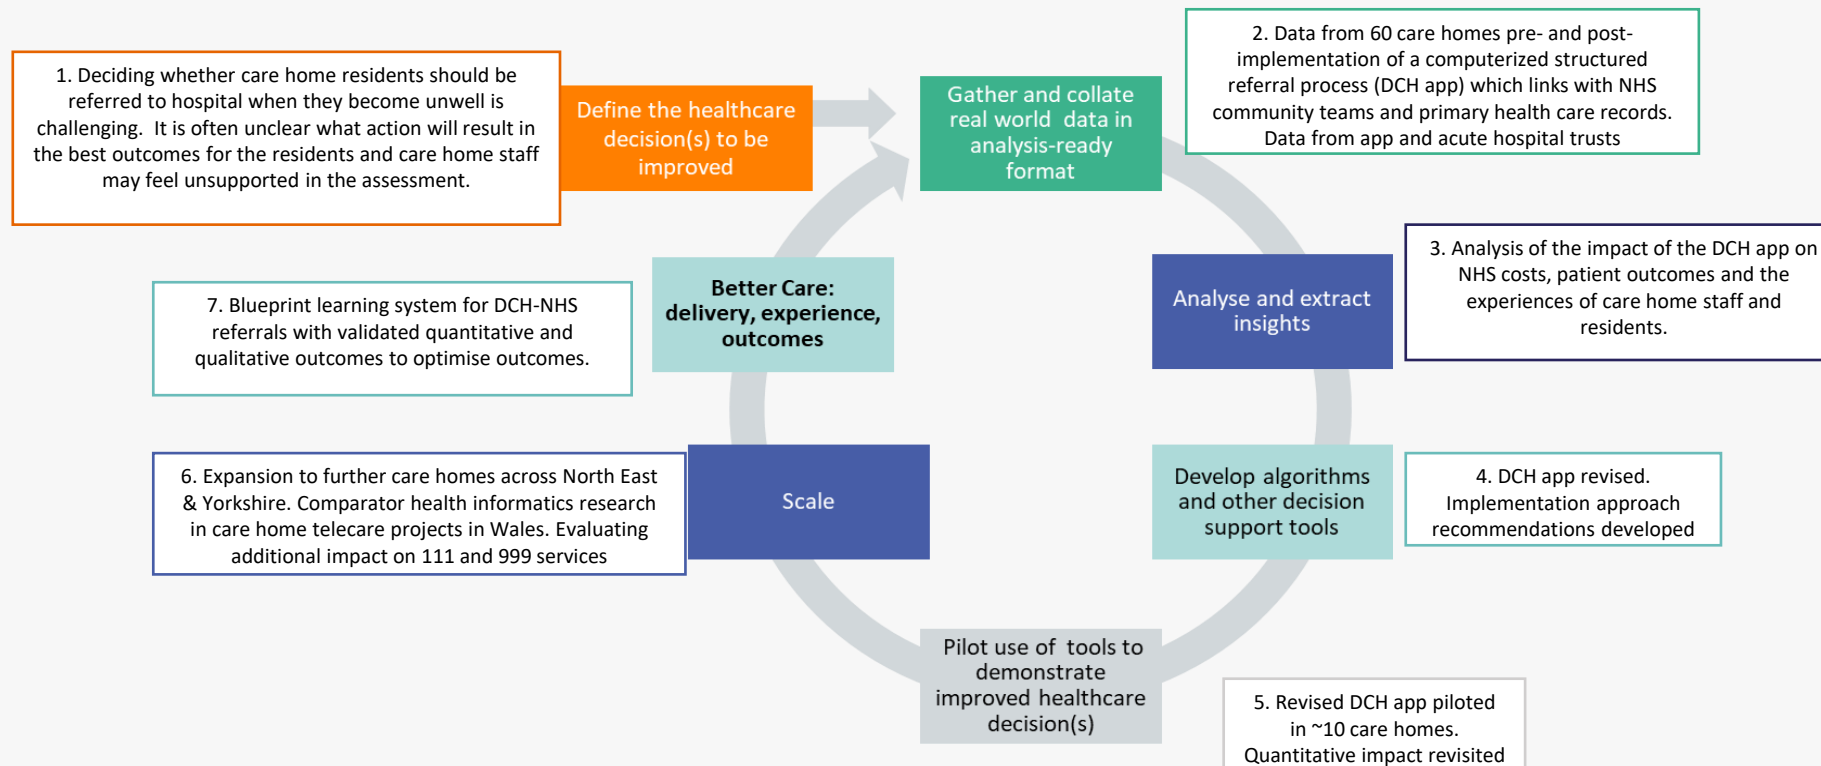 1. Deciding whether care home residents should be
referred to hospital when they become unwell is
challenging. It is often unclear what action will result in
the best outcomes for the residents and care home staff
may feel unsupported in the assessment.
Define the healthcare
decision(s) to be
improved
Gather and collate
real world data in
analysis-ready
format
2. Data from 60 care homes pre- and post-
implementation of a computerized structured
referral process (DCH app) which links with NHS
community teams and primary health care records.
Data from app and acute hospital trusts
Analyse and extract
insights
3. Analysis of the impact of the DCH app on
NHS costs, patient outcomes and the
experiences of care home staff and
residents.
Develop algorithms
and other decision
support tools
4. DCH app revised.
Implementation approach
recommendations developed
Pilot use of tools to
demonstrate
improved healthcare
decision(s)
5. Revised DCH app piloted
in ~10 care homes.
Quantitative impact revisited
Scale
6. Expansion to further care homes across North East
& Yorkshire. Comparator health informatics research
in care home telecare projects in Wales. Evaluating
additional impact on 111 and 999 services
Better Care:
delivery, experience,
outcomes
7. Blueprint learning system for DCH-NHS
referrals with validated quantitative and
qualitative outcomes to optimise outcomes.